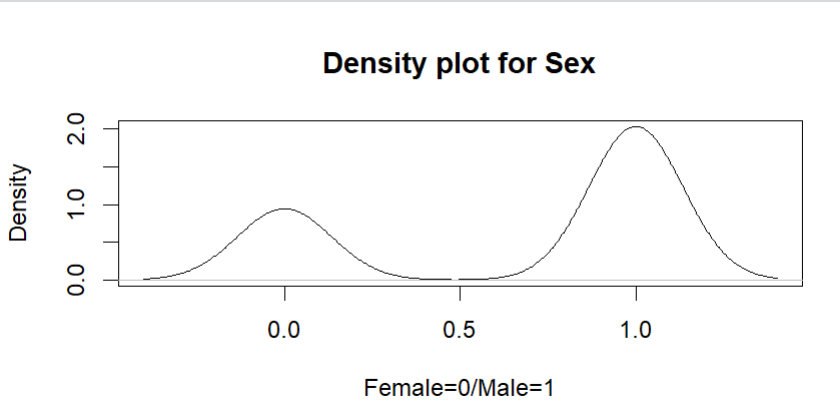 Density plot for Sex
Density
2.0
1.0
0.0
0.0 0.5 1.0
Female=0/Male=1